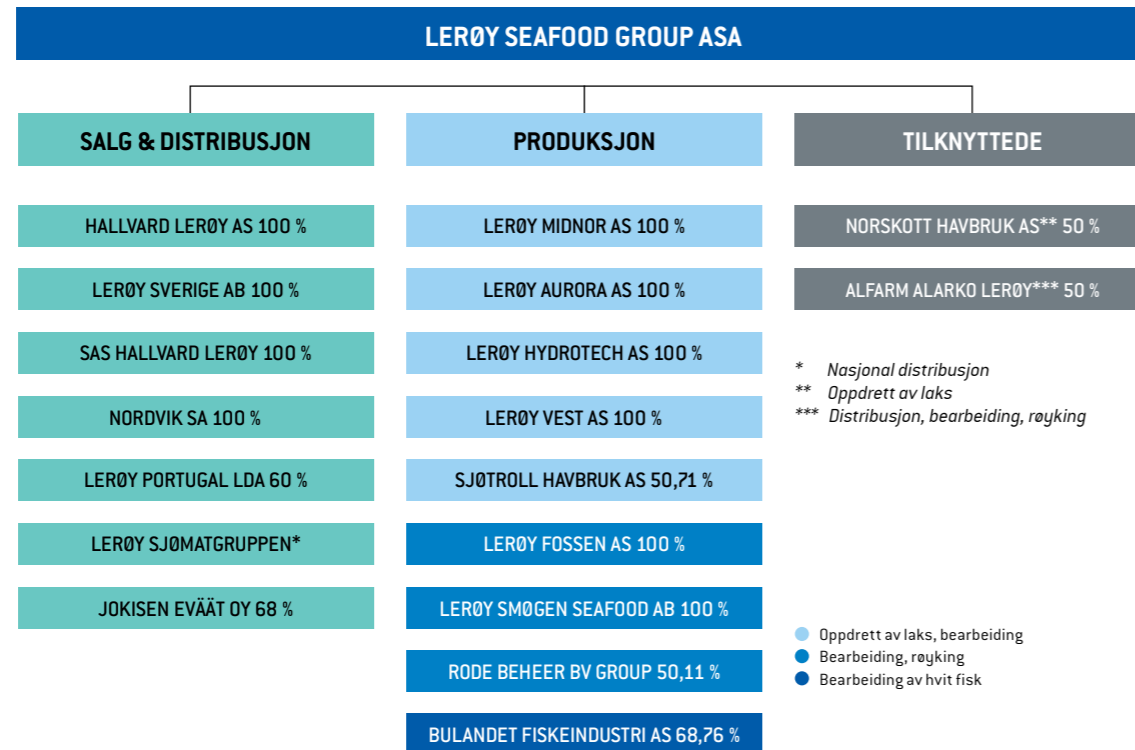 LERØY SEAFOOD GROUP ASA
SALG & DISTRIBUSJON
HALLVARD LERØY AS 100 %
LERØY SVERIGE AB 100 %
SAS HALLVARD LERØY 100 %
NORDVIK SA 100 %
LERØY PORTUGAL LDA 60 %
LERØY SJØMATGRUPPEN*
JOKISEN EVÄÄT OY 68 %
PRODUKSJON
LERØY MIDNOR AS 100 %
LERØY AURORA AS 100 %
LERØY HYDROTECH AS 100 %
LERØY VEST AS 100 %
SJØTROLL HAVBRUK AS 50,71 %
LERØY FOSSEN AS 100 %
LERØY SMØGEN SEAFOOD AB 100 %
RODE BEHEER BV GROUP 50,11 %
BULANDET FISKEINDUSTRI AS 68,76 %
TILKNYTTEDE
NORSKOTT HAVBRUK AS** 50 %
ALFARM ALARKO LERØY*** 50 %
* Nasjonal distribusjon
** Oppdrett av laks
*** Distribusjon, bearbeiding, røyking
Oppdrett av laks, bearbeiding
Bearbeiding, røyking
Bearbeiding av hvit fisk